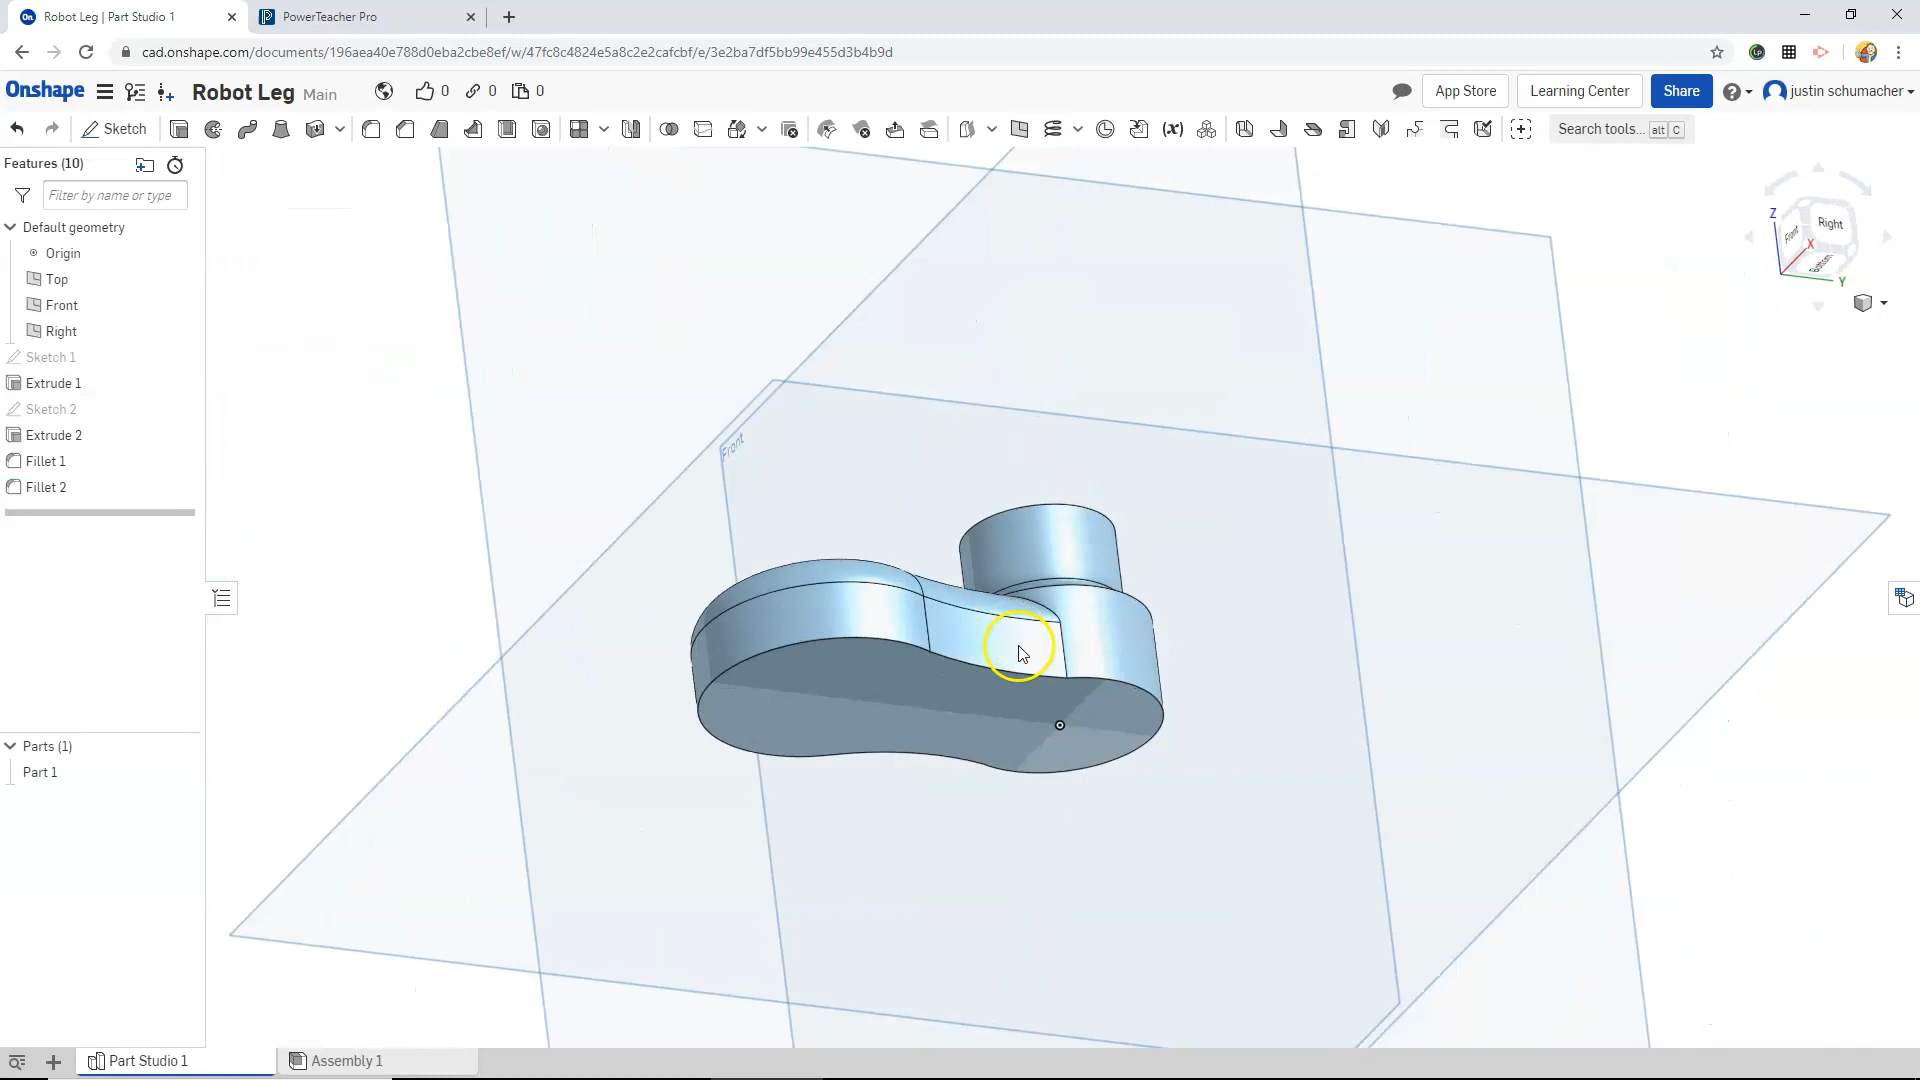 Robot Leg | Part Studio 1
PowerTeacher Pro
cad.onshape.com/documents/196aea40e788d0eba2cbe8ef/w/47fc8c4824e5a8c2e2cafcbf/e/3e2ba7df5bb99e455d3b4b9d
Onshape Robot Leg Main 0 0 0 App Store Learning Center Share justin schumacher
Sketch (x) Search tools... alt C
Features (10)
Filter by name or type
Default geometry
Origin
Top
Front
Right
Sketch 1
Extrude 1
Sketch 2
Extrude 2
Fillet 1
Fillet 2
Front
Z Front Right X Bottom Y
Parts (1)
Part 1
Part Studio 1 Assembly 1